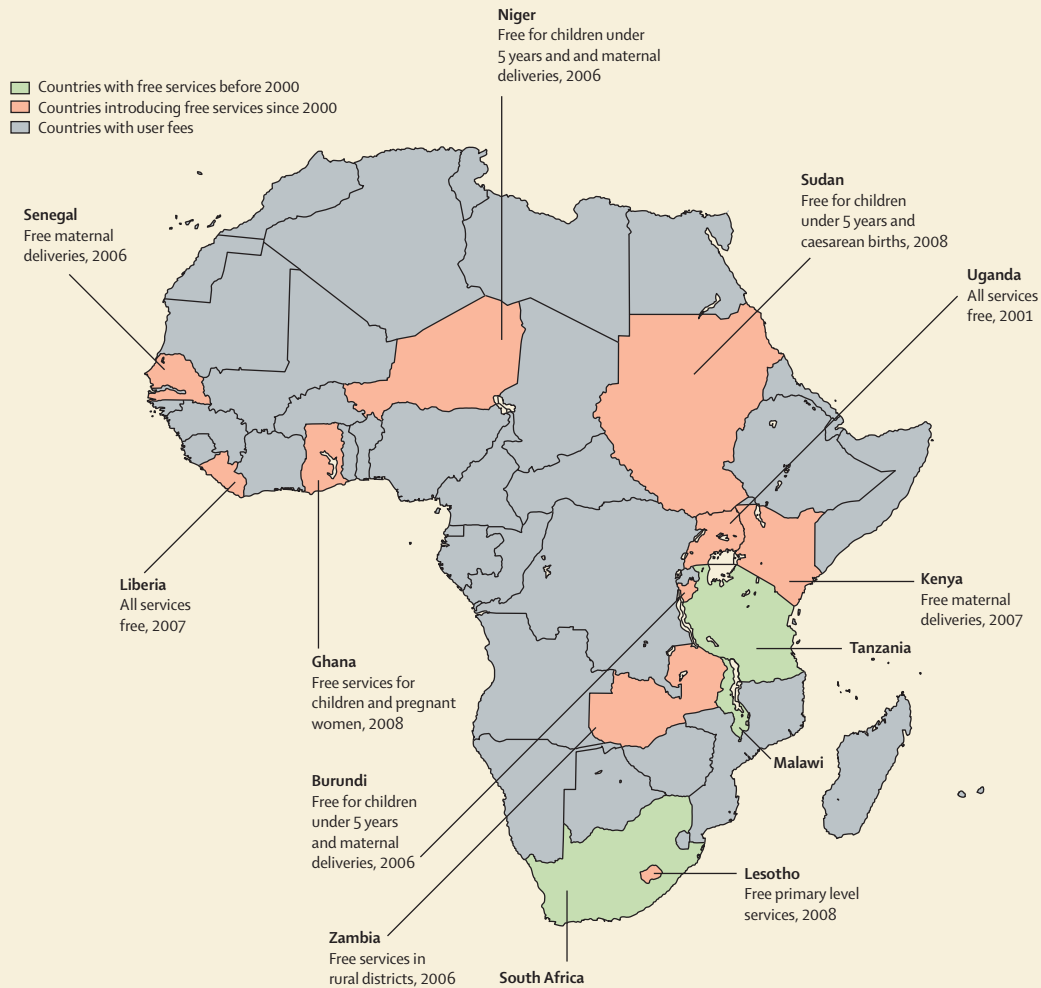 Niger
Free for children under
5 years and and maternal
deliveries, 2006
Countries with free services before 2000
Countries introducing free services since 2000
Countries with user fees
Senegal
Free maternal
deliveries, 2006
Sudan
Free for children
under 5 years and
caesarean births, 2008
Uganda
All services
free, 2001
Liberia
All services
free, 2007
Kenya
Free maternal
deliveries, 2007
Ghana
Free services for
children and pregnant
women, 2008
Tanzania
Malawi
Burundi
Free for children
under 5 years
and maternal
deliveries, 2006
Lesotho
Free primary level
services, 2008
Zambia
Free services in
rural districts, 2006
South Africa